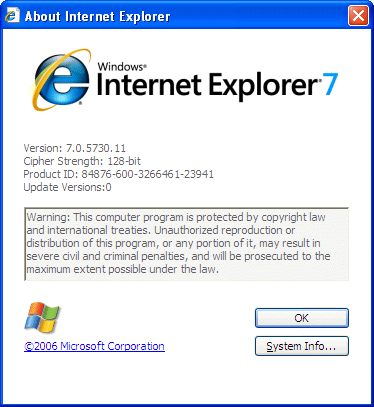 About Internet Explorer
Windows®
Internet Explorer®7
Version: 7.0.5730.11
Cipher Strength: 128-bit
Product ID: 84876-600-3266461-23941
Update Versions:0
Warning: This computer program is protected by copyright law
and international treaties. Unauthorized reproduction or
distribution of this program, or any portion of it, may result in
severe civil and criminal penalties, and will be prosecuted to the
maximum extent possible under the law.
OK
©2006 Microsoft Corporation
System Info...